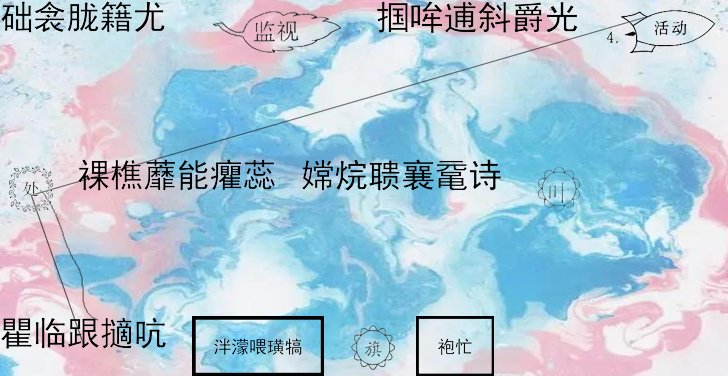 础衾胧籍尤
监视
掴哞逋斜爵光
4.
活动
处
裸樵蘼能癯蕊
嫦烷聩襄鼋诗
叶
瞿临跟擿吭
泮濛喂璜犒
旗
袍忙